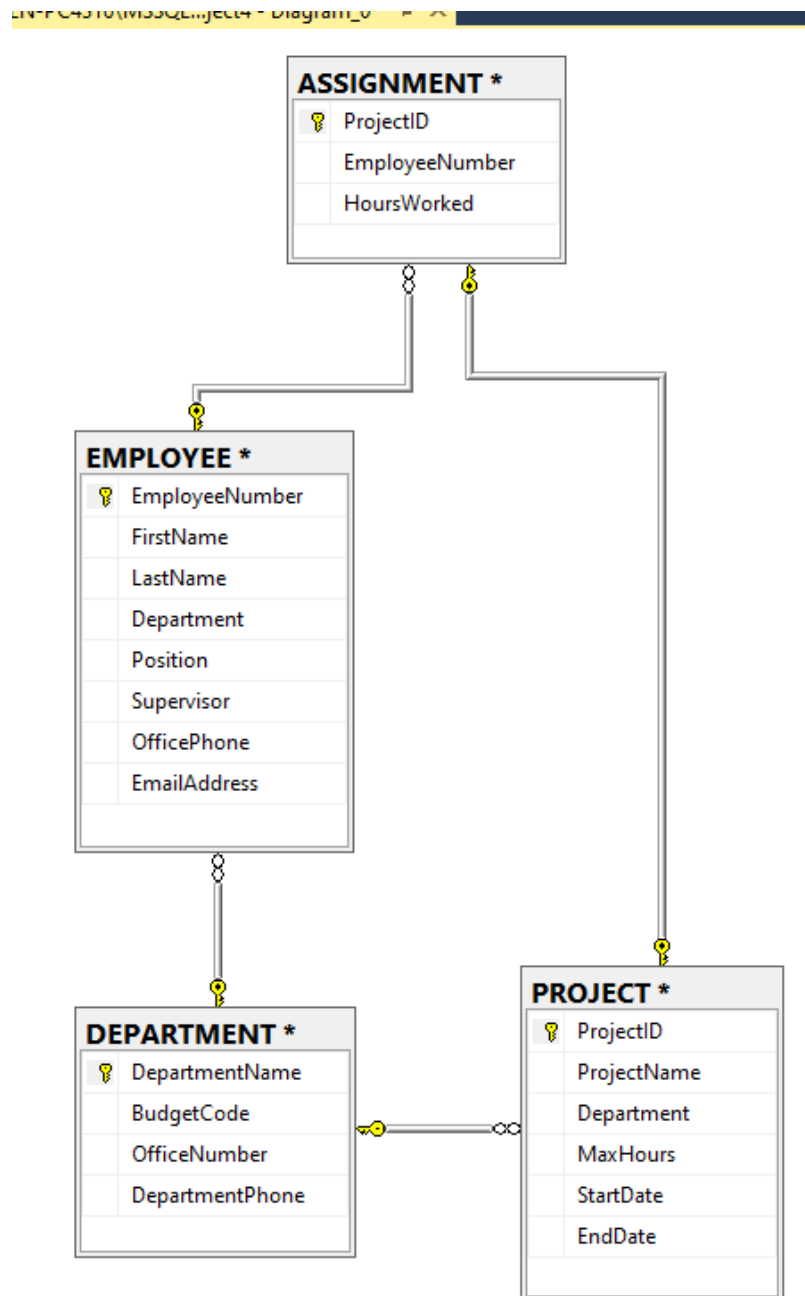 ASSIGNMENT *
ProjectID
EmployeeNumber
HoursWorked
EMPLOYEE *
EmployeeNumber
FirstName
LastName
Department
Position
Supervisor
OfficePhone
EmailAddress
DEPARTMENT *
DepartmentName
BudgetCode
OfficeNumber
DepartmentPhone
PROJECT *
ProjectID
ProjectName
Department
MaxHours
StartDate
EndDate